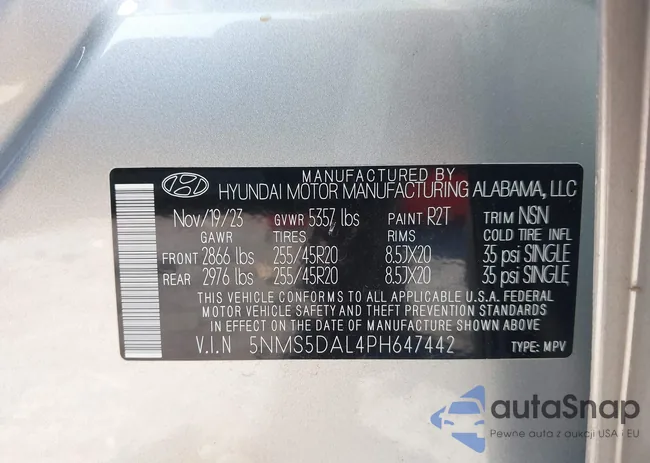 MANUFACTURED BY
HYUNDAI MOTOR MANUFACTURING ALABAMA, LLC
Nov/19/23 GVWR 5357 lbs PAINT R2T TRIM NSN
GAWR TIRES RIMS COLD TIRE INFL
FRONT 2866 lbs 255/45R20 8.5JX20 35 psi SINGLE
REAR 2976 lbs 255/45R20 8.5JX20 35 psi SINGLE
THIS VEHICLE CONFORMS TO ALL APPLICABLE U.S.A. FEDERAL
MOTOR VEHICLE SAFETY AND THEFT PREVENTION STANDARDS
IN EFFECT ON THE DATE OF MANUFACTURE SHOWN ABOVE.
V.I.N 5NMS5DAL4PH647442 TYPE: MPV
autoSnap
Pewne auta z aukcji USA · EU